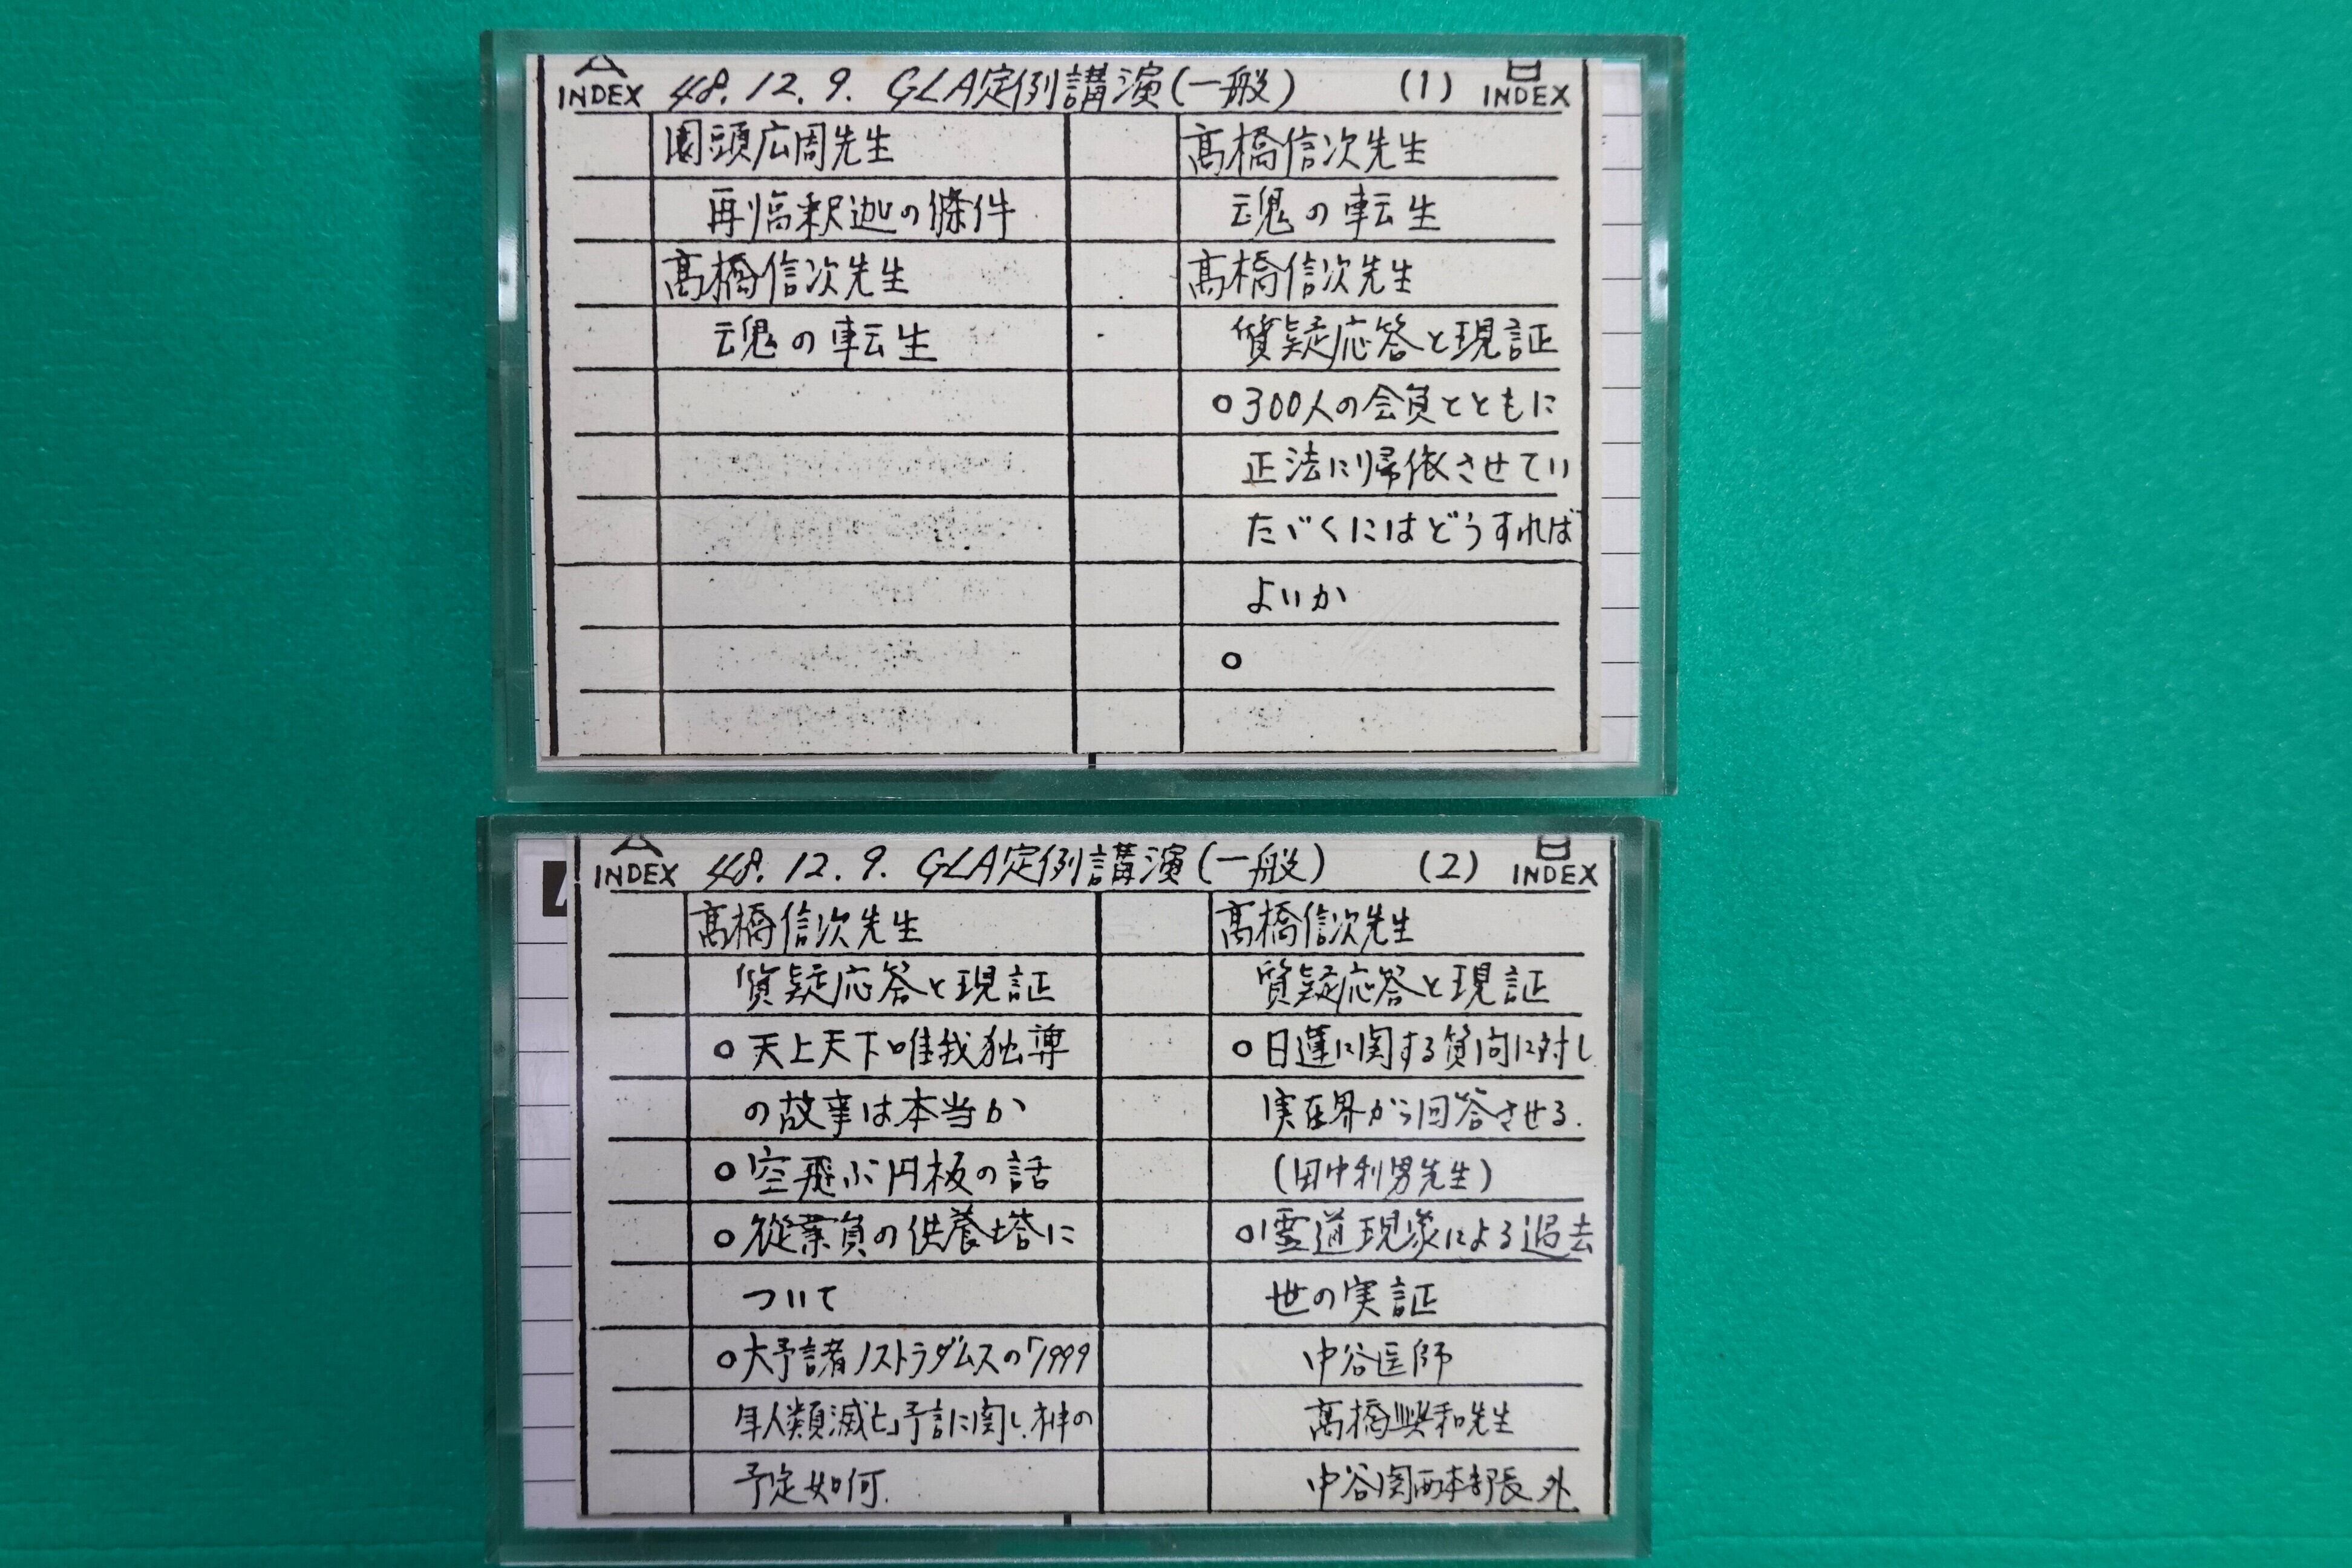 A INDEX 48.12.9. GLA定例講演(一般) (1) B INDEX
園頭広周先生
再臨釈迦の條件
高橋信次先生
魂の転生
高橋信次先生
魂の転生
高橋信次先生
質疑応答と現証
○300人の会員とともに
正法に帰依させてい
たゞくにはどうすれば
よいか
○
A INDEX 48.12.9. GLA定例講演(一般) (2) B INDEX
高橋信次先生
質疑応答と現証
○天上天下唯我独尊
の故事は本当か
○空飛ぶ円板の話
○従業員の供養塔に
ついて
○大予言者ノストラダムスの「1999
年人類滅亡」予言に関し、神の
予定如何.
高橋信次先生
質疑応答と現証
○日蓮に関する質問に対し
実在界から回答させる.
(田中利男先生)
○霊道現象による過去
世の実証
中谷医師
高橋興和先生
中谷関西本部長 外